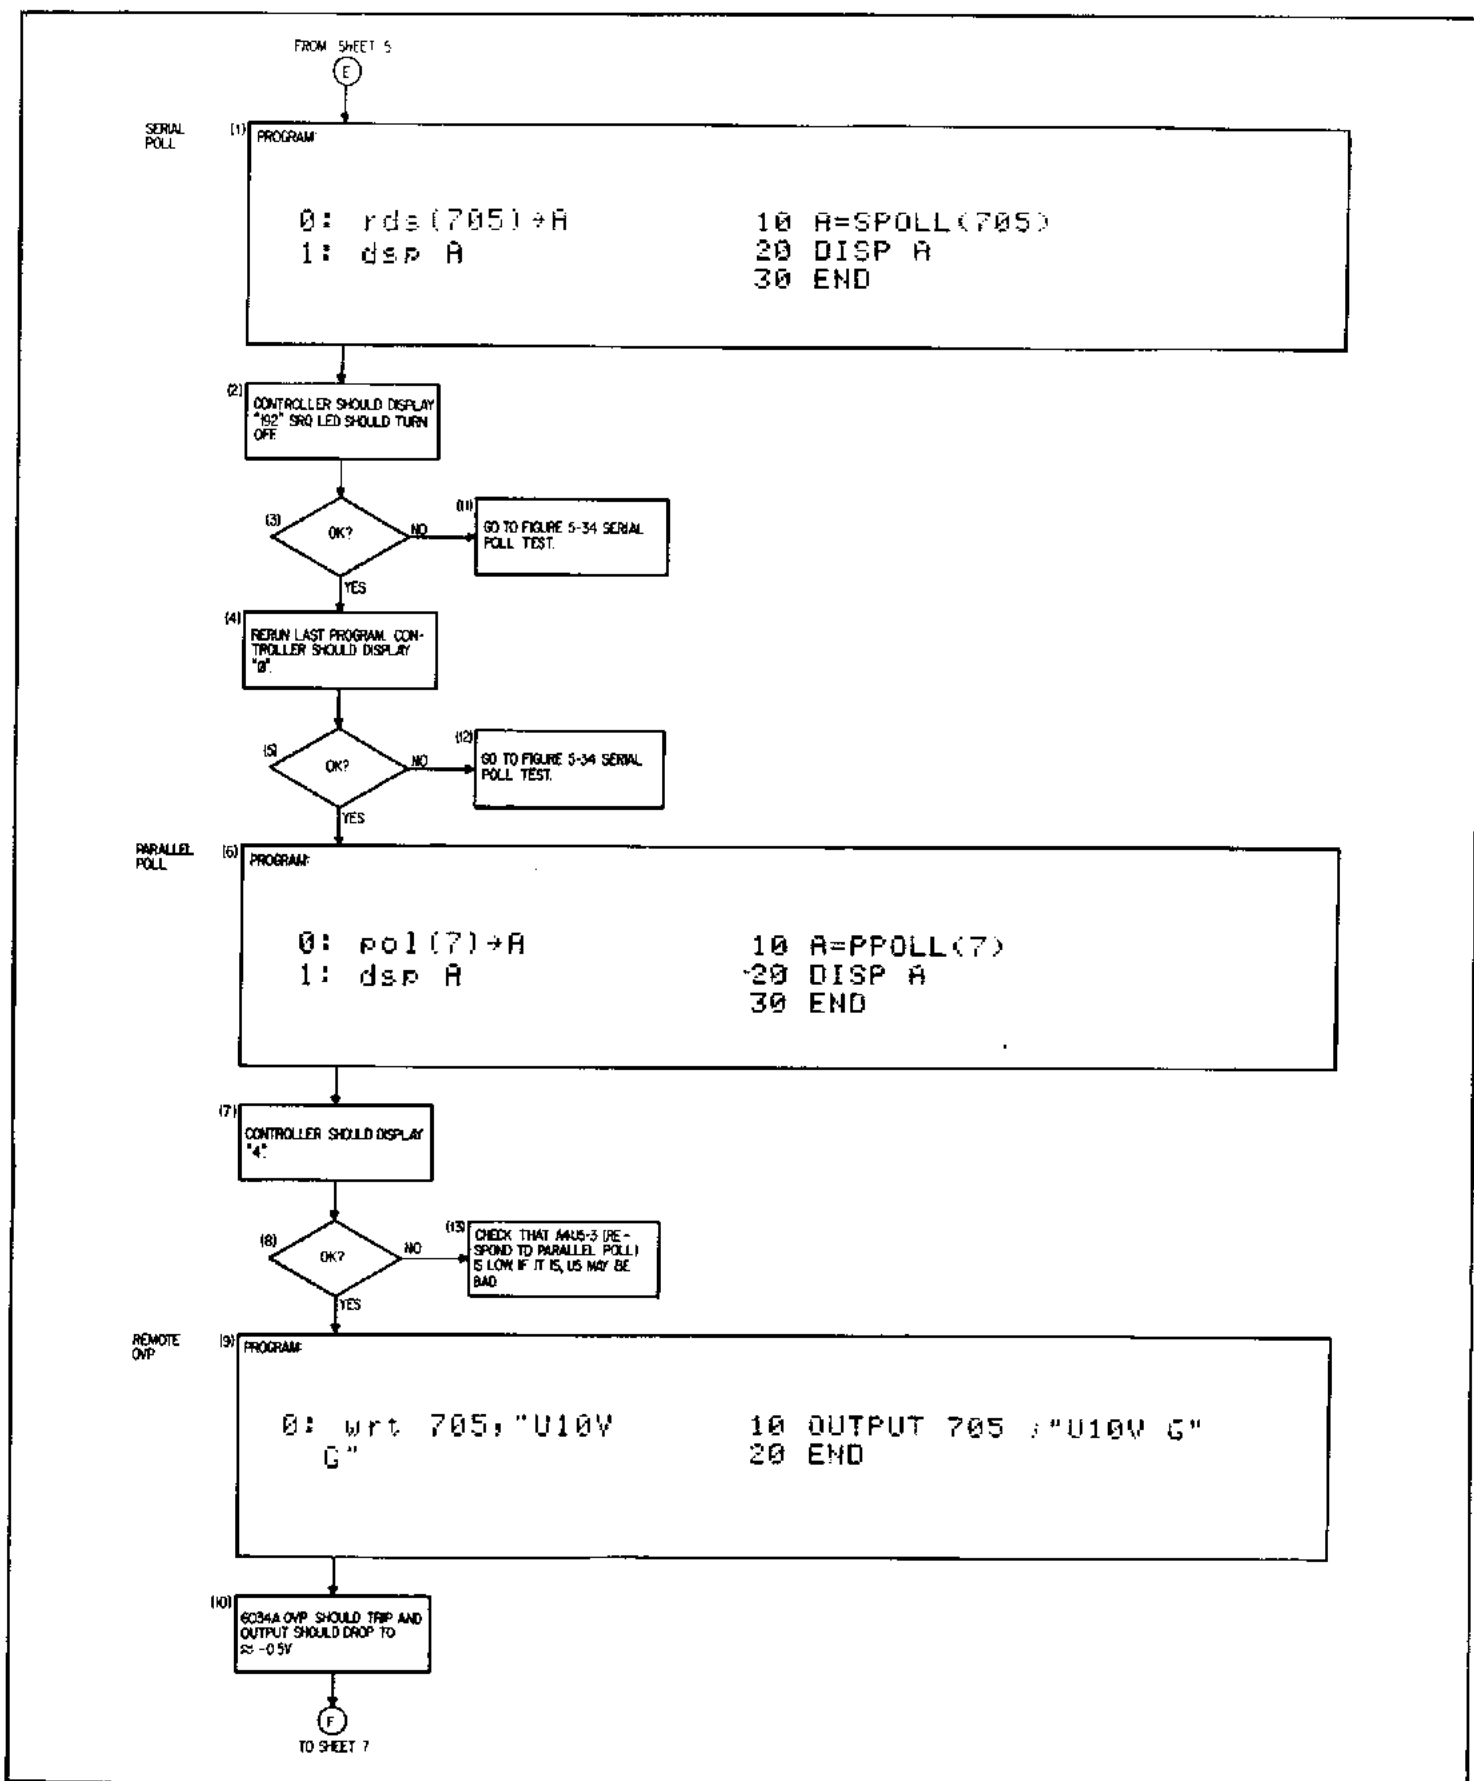 FROM SHEET 5
E
SERIAL
POLL
(1)
PROGRAM:
0: rds(705)→A
1: dsp A
10 A=SPOLL(705)
20 DISP A
30 END
(2)
CONTROLLER SHOULD DISPLAY
"192" SRQ LED SHOULD TURN
OFF.
(3)
OK?
NO
(11)
GO TO FIGURE 5-34 SERIAL
POLL TEST.
YES
(4)
RERUN LAST PROGRAM. CON-
TROLLER SHOULD DISPLAY
"0".
(5)
OK?
NO
(12)
GO TO FIGURE 5-34 SERIAL
POLL TEST.
YES
PARALLEL
POLL
(6)
PROGRAM:
0: pol(7)→A
1: dsp A
10 A=PPOLL(7)
20 DISP A
30 END
(7)
CONTROLLER SHOULD DISPLAY
"4".
(8)
OK?
NO
(13)
CHECK THAT A4U5-3 (RE-
SPOND TO PARALLEL POLL)
IS LOW. IF IT IS, U5 MAY BE
BAD
YES
REMOTE
OVP
(9)
PROGRAM:
0: wrt 705,"U10V
G"
10 OUTPUT 705 ;"U10V G"
20 END
(10)
6034A OVP SHOULD TRIP AND
OUTPUT SHOULD DROP TO
≈ -0.5V
F
TO SHEET 7